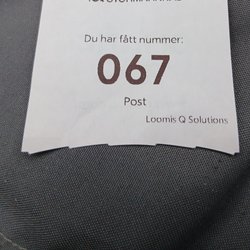 Du har fått nummer:
067
Post
Loomis Q Solutions